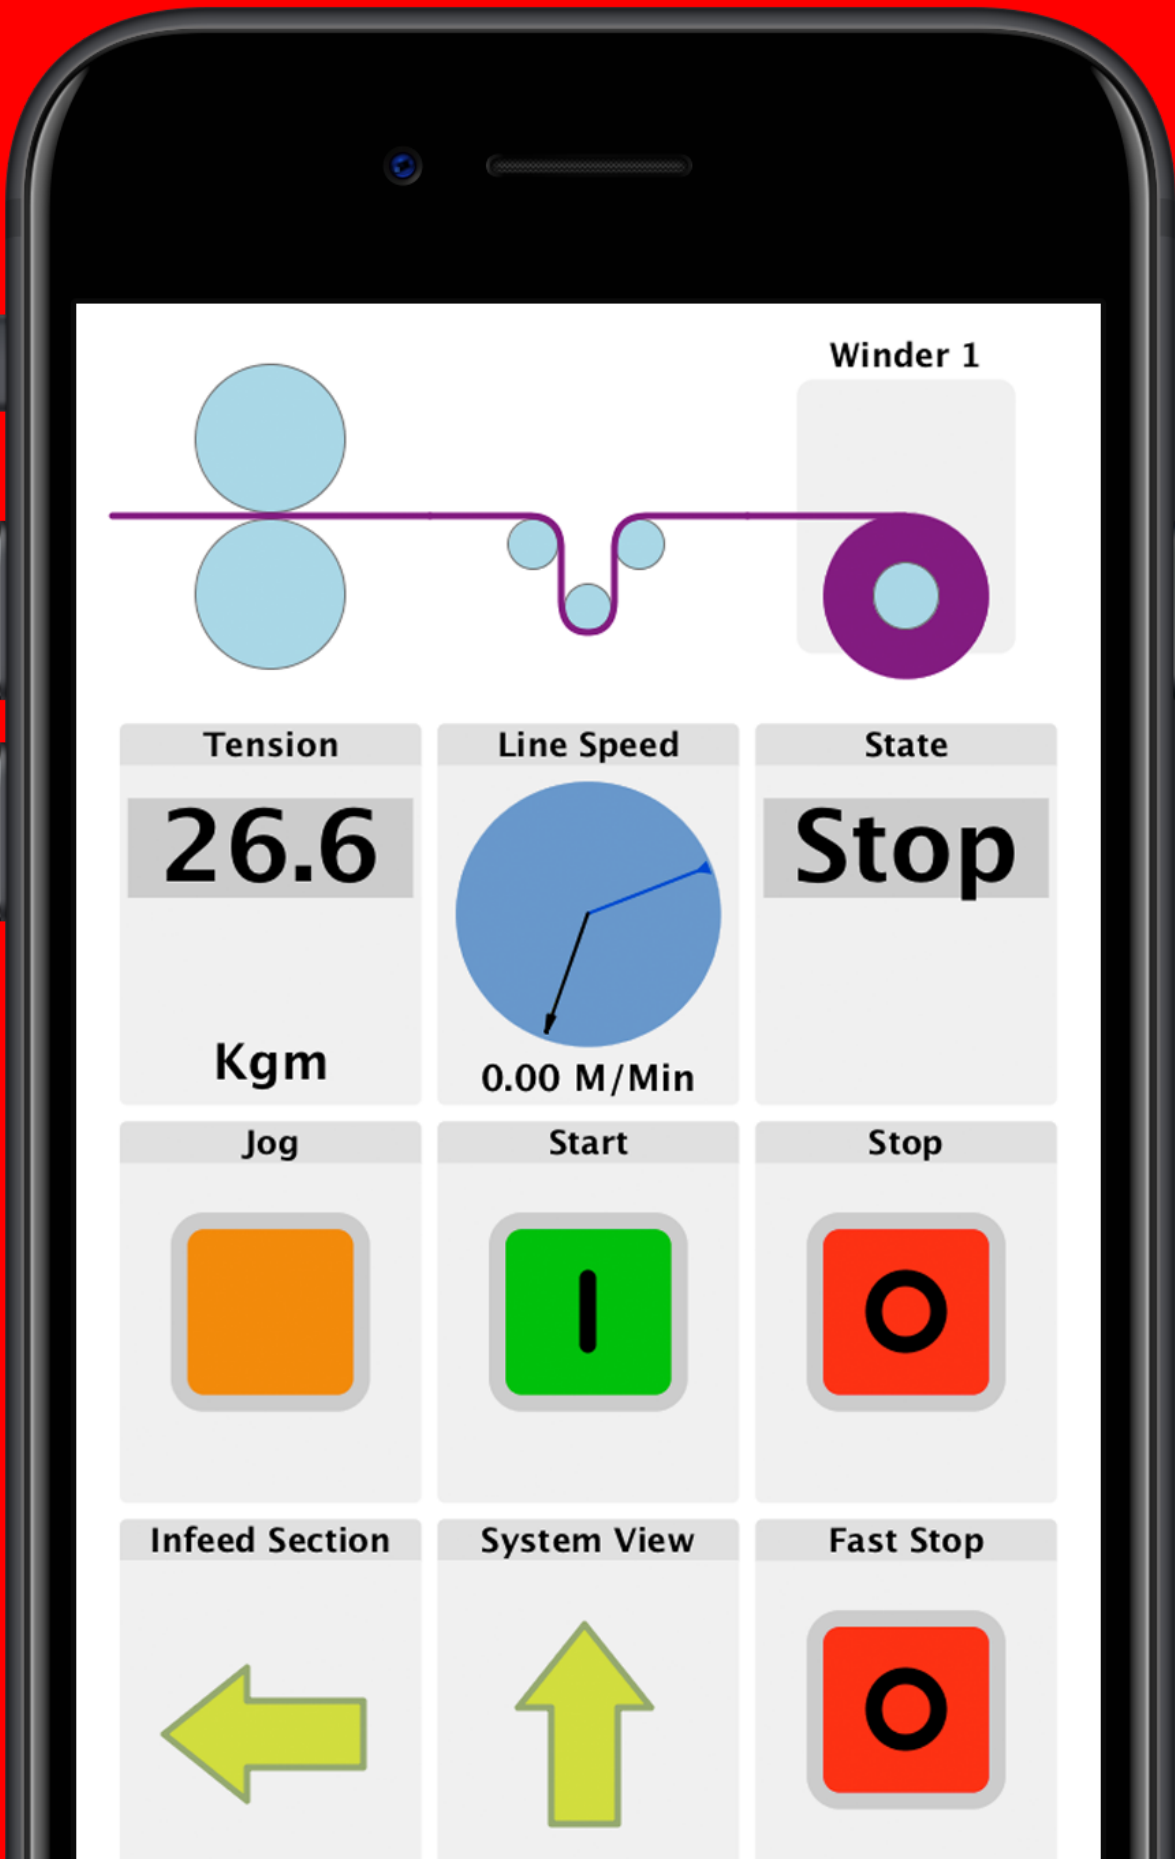 Winder 1
Tension
Line Speed
State
26.6
Stop
Kgm
0.00 M/Min
Jog
Start
Stop
I
O
Infeed Section
System View
Fast Stop
O